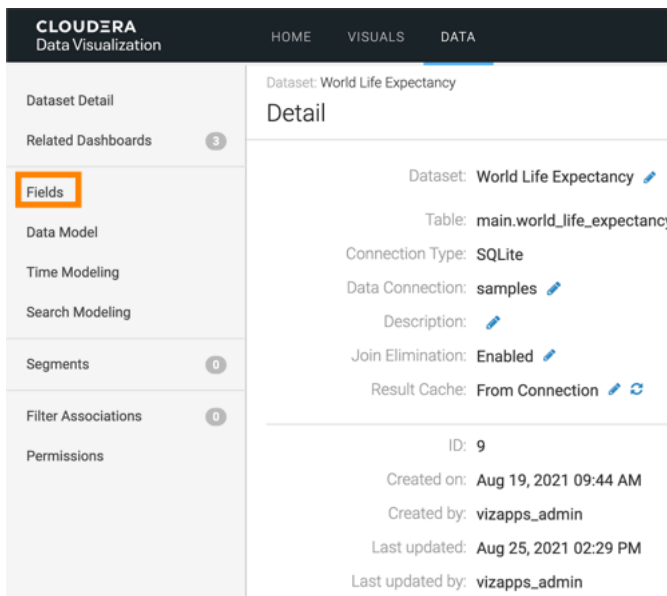 CLOUDERA
Data Visualization
HOME VISUALS DATA
Dataset Detail
Related Dashboards 3
Fields
Data Model
Time Modeling
Search Modeling
Segments 0
Filter Associations 0
Permissions
Dataset: World Life Expectancy
Detail
Dataset: World Life Expectancy
Table: main.world_life_expectancy
Connection Type: SQLite
Data Connection: samples
Description:
Join Elimination: Enabled
Result Cache: From Connection
ID: 9
Created on: Aug 19, 2021 09:44 AM
Created by: vizapps_admin
Last updated: Aug 25, 2021 02:29 PM
Last updated by: vizapps_admin